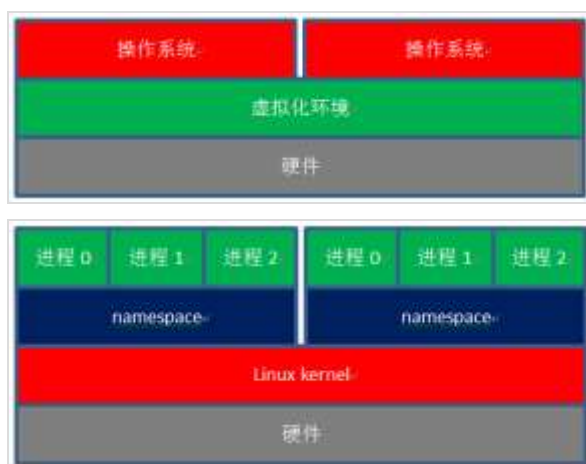 操作系统 操作系统
虚拟化环境
硬件
进程 0 进程 1 进程 2 进程 0 进程 1 进程 2
namespace namespace
Linux kernel
硬件